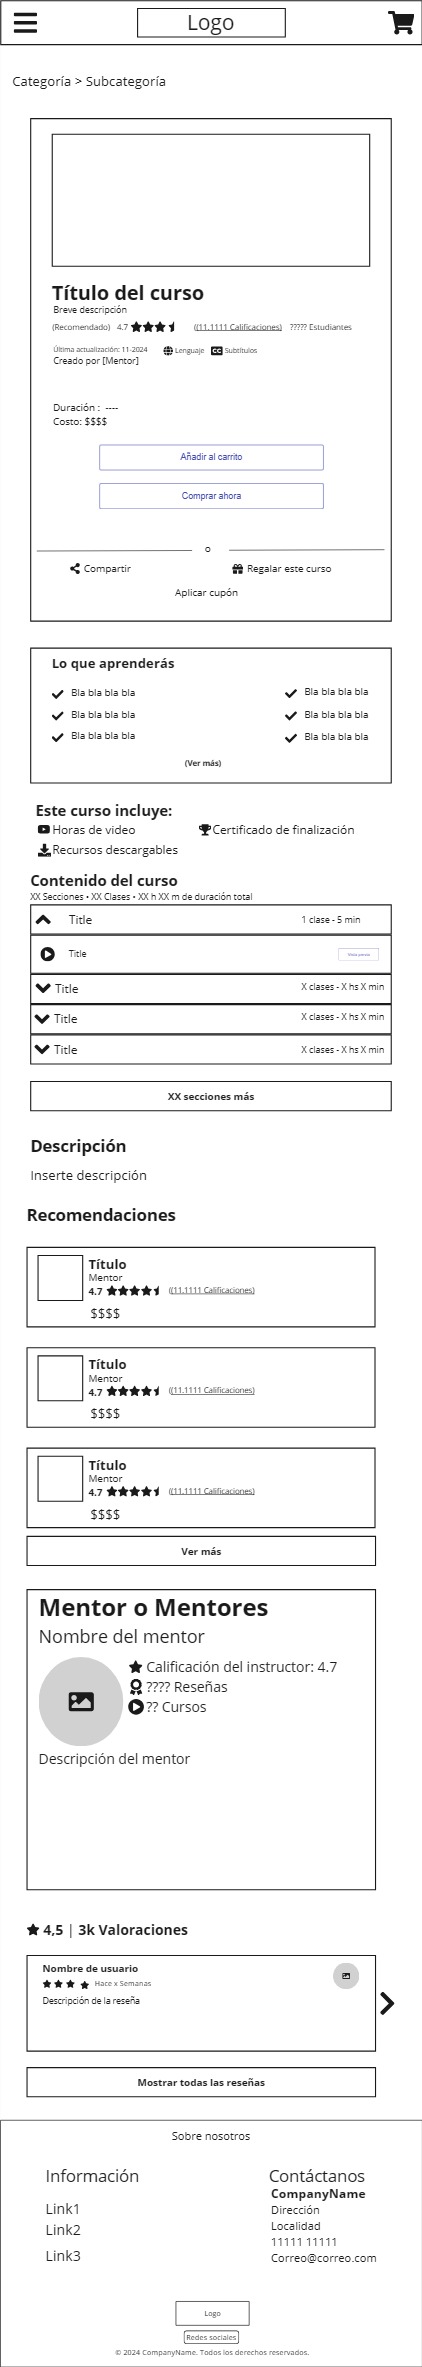 Logo
Categoría > Subcategoría
Título del curso
Breve descripción
(Recomendado) 4.7 ((11.1111 Calificaciones) ????? Estudiantes
Última actualización: 11-2024 Lenguaje CC Subtítulos
Creado por [Mentor]
Duración : ----
Costo: $$$$
Añadir al carrito
Comprar ahora
o
Compartir Regalar este curso
Aplicar cupón
Lo que aprenderás
Bla bla bla bla Bla bla bla bla
Bla bla bla bla Bla bla bla bla
Bla bla bla bla Bla bla bla bla
(Ver más)
Este curso incluye:
Horas de video Certificado de finalización
Recursos descargables
Contenido del curso
XX Secciones • XX Clases • XX h XX m de duración total
Title 1 clase - 5 min
Title
Title X clases - X hs X min
Title X clases - X hs X min
Title X clases - X hs X min
XX secciones más
Descripción
Inserte descripción
Recomendaciones
Título
Mentor
4.7 ((11.1111 Calificaciones)
$$$$
Título
Mentor
4.7 ((11.1111 Calificaciones)
$$$$
Título
Mentor
4.7 ((11.1111 Calificaciones)
$$$$
Ver más
Mentor o Mentores
Nombre del mentor
Calificación del instructor: 4.7
???? Reseñas
?? Cursos
Descripción del mentor
4,5 | 3k Valoraciones
Nombre de usuario
Hace x Semanas
Descripción de la reseña
Mostrar todas las reseñas
Sobre nosotros
Información
Link1
Link2
Link3
Contáctanos
CompanyName
Dirección
Localidad
11111 11111
Correo@correo.com
Logo
Redes sociales
© 2024 CompanyName. Todos los derechos reservados.